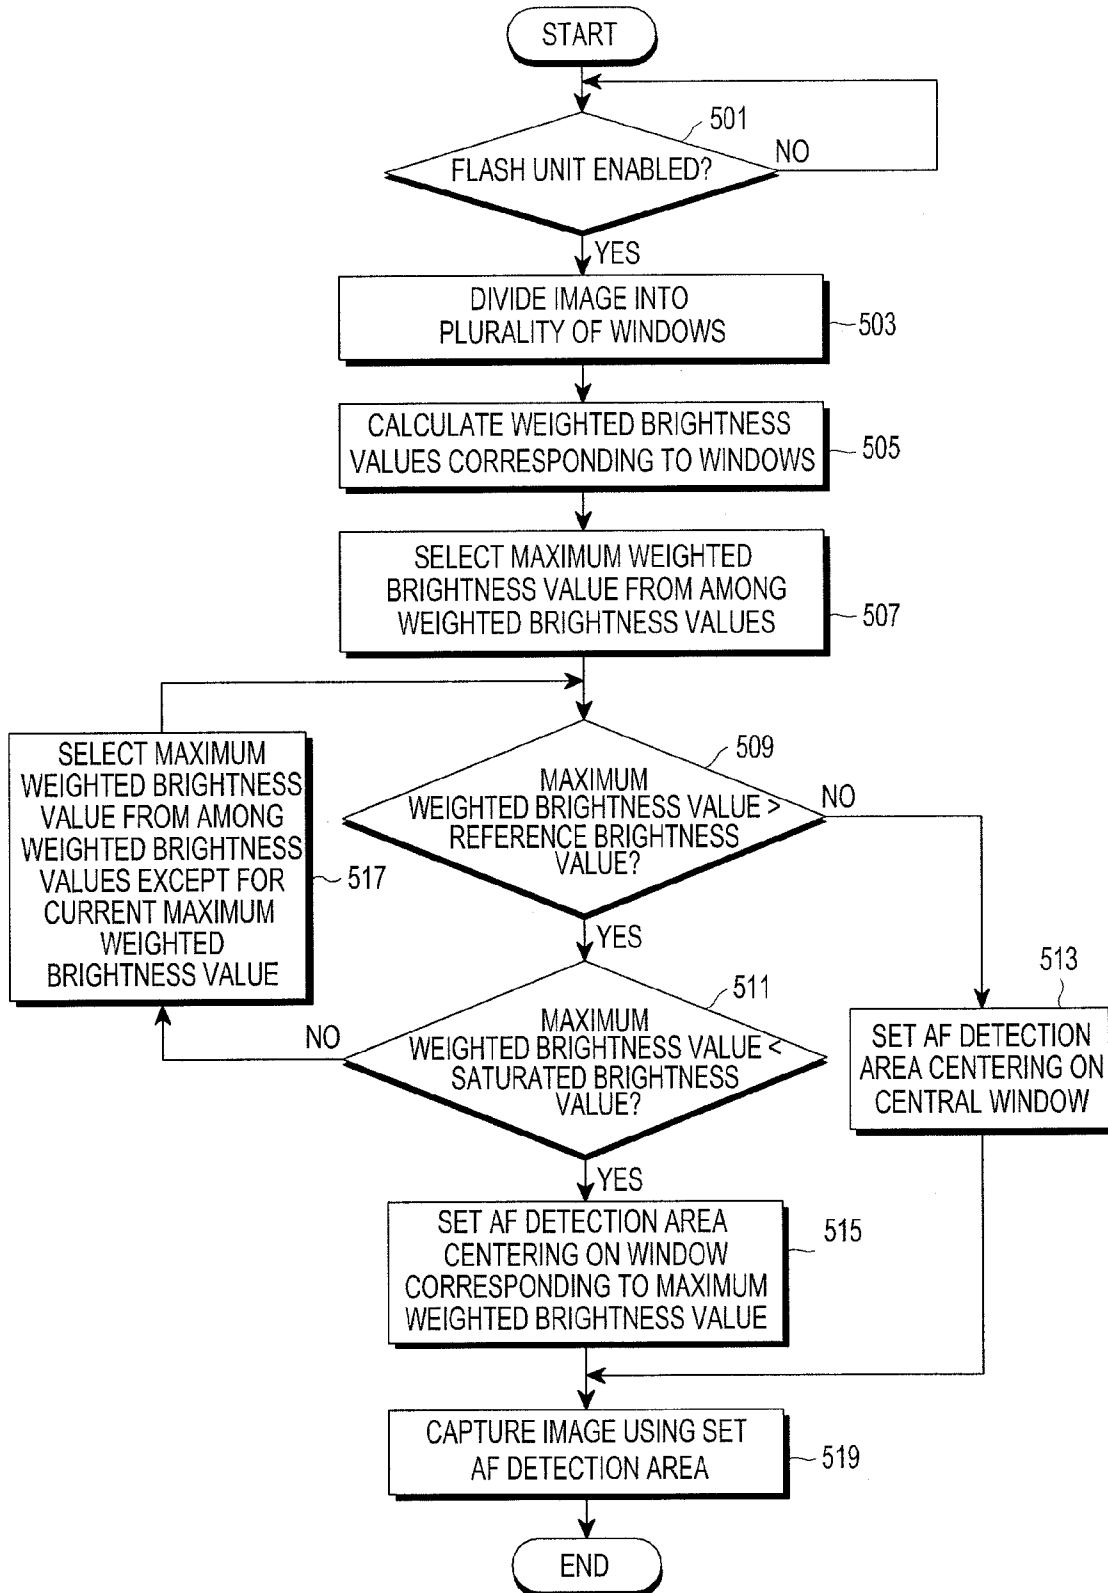 START
501
FLASH UNIT ENABLED?
NO
YES
DIVIDE IMAGE INTO
PLURALITY OF WINDOWS
503
CALCULATE WEIGHTED BRIGHTNESS
VALUES CORRESPONDING TO WINDOWS
505
SELECT MAXIMUM WEIGHTED
BRIGHTNESS VALUE FROM AMONG
WEIGHTED BRIGHTNESS VALUES
507
509
MAXIMUM
WEIGHTED BRIGHTNESS VALUE >
REFERENCE BRIGHTNESS
VALUE?
NO
YES
SELECT MAXIMUM
WEIGHTED BRIGHTNESS
VALUE FROM AMONG
WEIGHTED BRIGHTNESS
VALUES EXCEPT FOR
CURRENT MAXIMUM
WEIGHTED
BRIGHTNESS VALUE
517
511
MAXIMUM
WEIGHTED BRIGHTNESS VALUE <
SATURATED BRIGHTNESS
VALUE?
NO
YES
513
SET AF DETECTION
AREA CENTERING ON
CENTRAL WINDOW
SET AF DETECTION AREA
CENTERING ON WINDOW
CORRESPONDING TO MAXIMUM
WEIGHTED BRIGHTNESS VALUE
515
CAPTURE IMAGE USING SET
AF DETECTION AREA
519
END